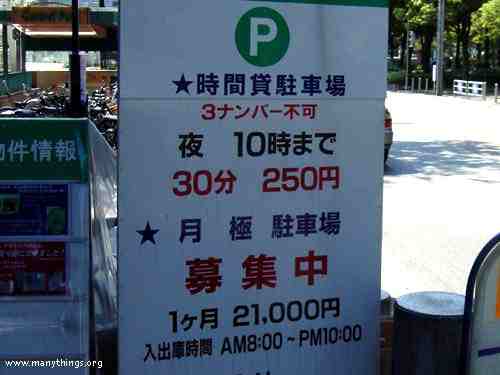 P
★時間貸駐車場
3ナンバー不可
夜 10時まで
30分 250円
★月極駐車場
募集中
1ヶ月 21.000円
入出庫時間 AM8:00~PM10:00
物件情報
www.manythings.org